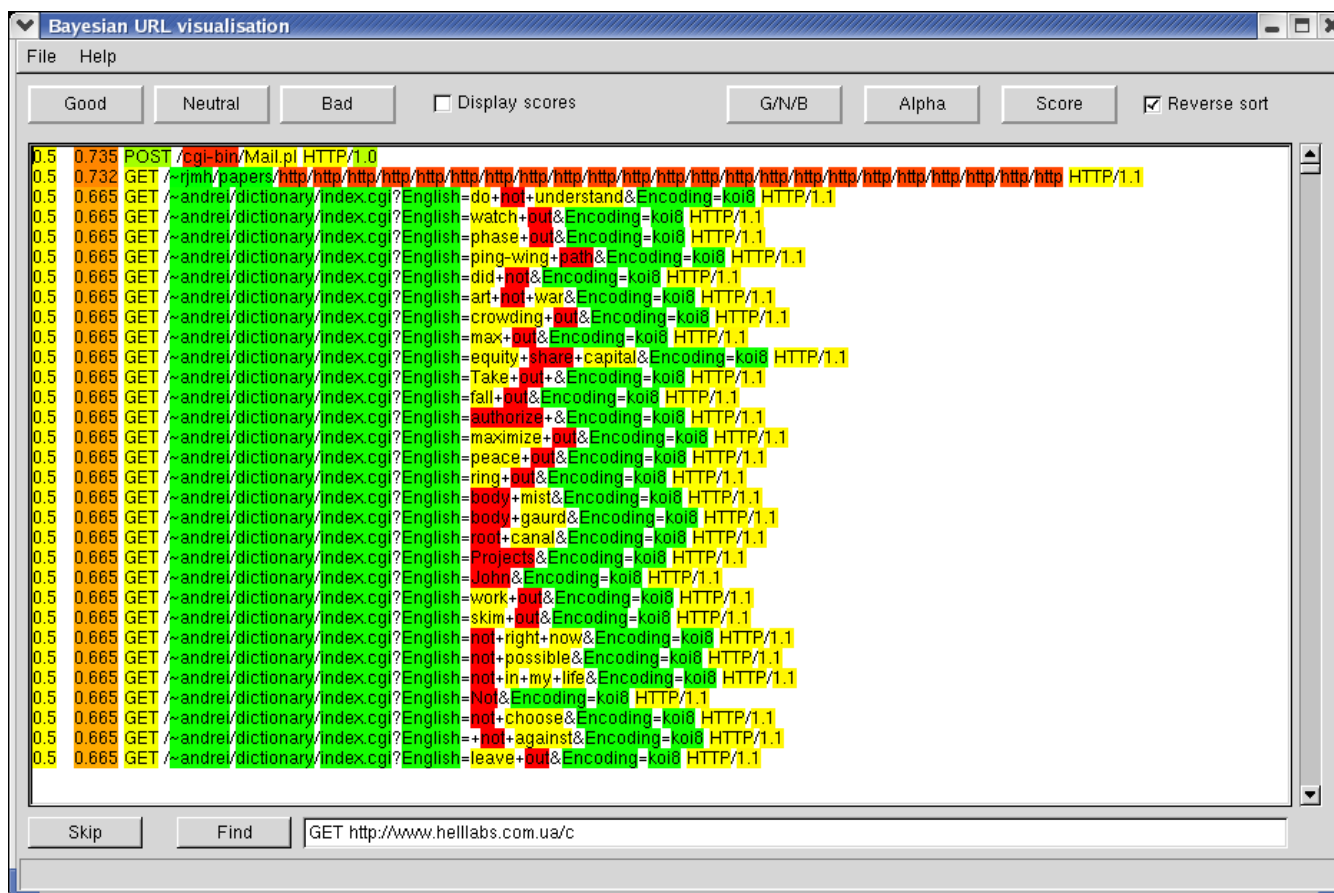 Bayesian URL visualisation
File Help
Good Neutral Bad Display scores G/N/B Alpha Score Reverse sort
0.5 0.735 POST /cgi-bin/Mail.pl HTTP/1.0
0.5 0.732 GET /~rjmh/papers/http/http/http/http/http/http/http/http/http/http/http/http/http/http/http/http/http/http/http/http/http/http/http HTTP/1.1
0.5 0.665 GET /~andrei/dictionary/index.cgi?English=do+not+understand&Encoding=koi8 HTTP/1.1
0.5 0.665 GET /~andrei/dictionary/index.cgi?English=watch+out&Encoding=koi8 HTTP/1.1
0.5 0.665 GET /~andrei/dictionary/index.cgi?English=phase+out&Encoding=koi8 HTTP/1.1
0.5 0.665 GET /~andrei/dictionary/index.cgi?English=ping-wing+path&Encoding=koi8 HTTP/1.1
0.5 0.665 GET /~andrei/dictionary/index.cgi?English=did+not&Encoding=koi8 HTTP/1.1
0.5 0.665 GET /~andrei/dictionary/index.cgi?English=art+not+war&Encoding=koi8 HTTP/1.1
0.5 0.665 GET /~andrei/dictionary/index.cgi?English=crowding+out&Encoding=koi8 HTTP/1.1
0.5 0.665 GET /~andrei/dictionary/index.cgi?English=max+out&Encoding=koi8 HTTP/1.1
0.5 0.665 GET /~andrei/dictionary/index.cgi?English=equity+share+capital&Encoding=koi8 HTTP/1.1
0.5 0.665 GET /~andrei/dictionary/index.cgi?English=Take+out+&Encoding=koi8 HTTP/1.1
0.5 0.665 GET /~andrei/dictionary/index.cgi?English=fall+out&Encoding=koi8 HTTP/1.1
0.5 0.665 GET /~andrei/dictionary/index.cgi?English=authorize+&Encoding=koi8 HTTP/1.1
0.5 0.665 GET /~andrei/dictionary/index.cgi?English=maximize+out&Encoding=koi8 HTTP/1.1
0.5 0.665 GET /~andrei/dictionary/index.cgi?English=peace+out&Encoding=koi8 HTTP/1.1
0.5 0.665 GET /~andrei/dictionary/index.cgi?English=ring+out&Encoding=koi8 HTTP/1.1
0.5 0.665 GET /~andrei/dictionary/index.cgi?English=body+mist&Encoding=koi8 HTTP/1.1
0.5 0.665 GET /~andrei/dictionary/index.cgi?English=body+gaurd&Encoding=koi8 HTTP/1.1
0.5 0.665 GET /~andrei/dictionary/index.cgi?English=root+canal&Encoding=koi8 HTTP/1.1
0.5 0.665 GET /~andrei/dictionary/index.cgi?English=Projects&Encoding=koi8 HTTP/1.1
0.5 0.665 GET /~andrei/dictionary/index.cgi?English=John&Encoding=koi8 HTTP/1.1
0.5 0.665 GET /~andrei/dictionary/index.cgi?English=work+out&Encoding=koi8 HTTP/1.1
0.5 0.665 GET /~andrei/dictionary/index.cgi?English=skim+out&Encoding=koi8 HTTP/1.1
0.5 0.665 GET /~andrei/dictionary/index.cgi?English=not+right+now&Encoding=koi8 HTTP/1.1
0.5 0.665 GET /~andrei/dictionary/index.cgi?English=not+possible&Encoding=koi8 HTTP/1.1
0.5 0.665 GET /~andrei/dictionary/index.cgi?English=not+in+my+life&Encoding=koi8 HTTP/1.1
0.5 0.665 GET /~andrei/dictionary/index.cgi?English=Not&Encoding=koi8 HTTP/1.1
0.5 0.665 GET /~andrei/dictionary/index.cgi?English=not+choose&Encoding=koi8 HTTP/1.1
0.5 0.665 GET /~andrei/dictionary/index.cgi?English=+not+against&Encoding=koi8 HTTP/1.1
0.5 0.665 GET /~andrei/dictionary/index.cgi?English=leave+out&Encoding=koi8 HTTP/1.1
Skip Find GET http://www.helllabs.com.ua/c